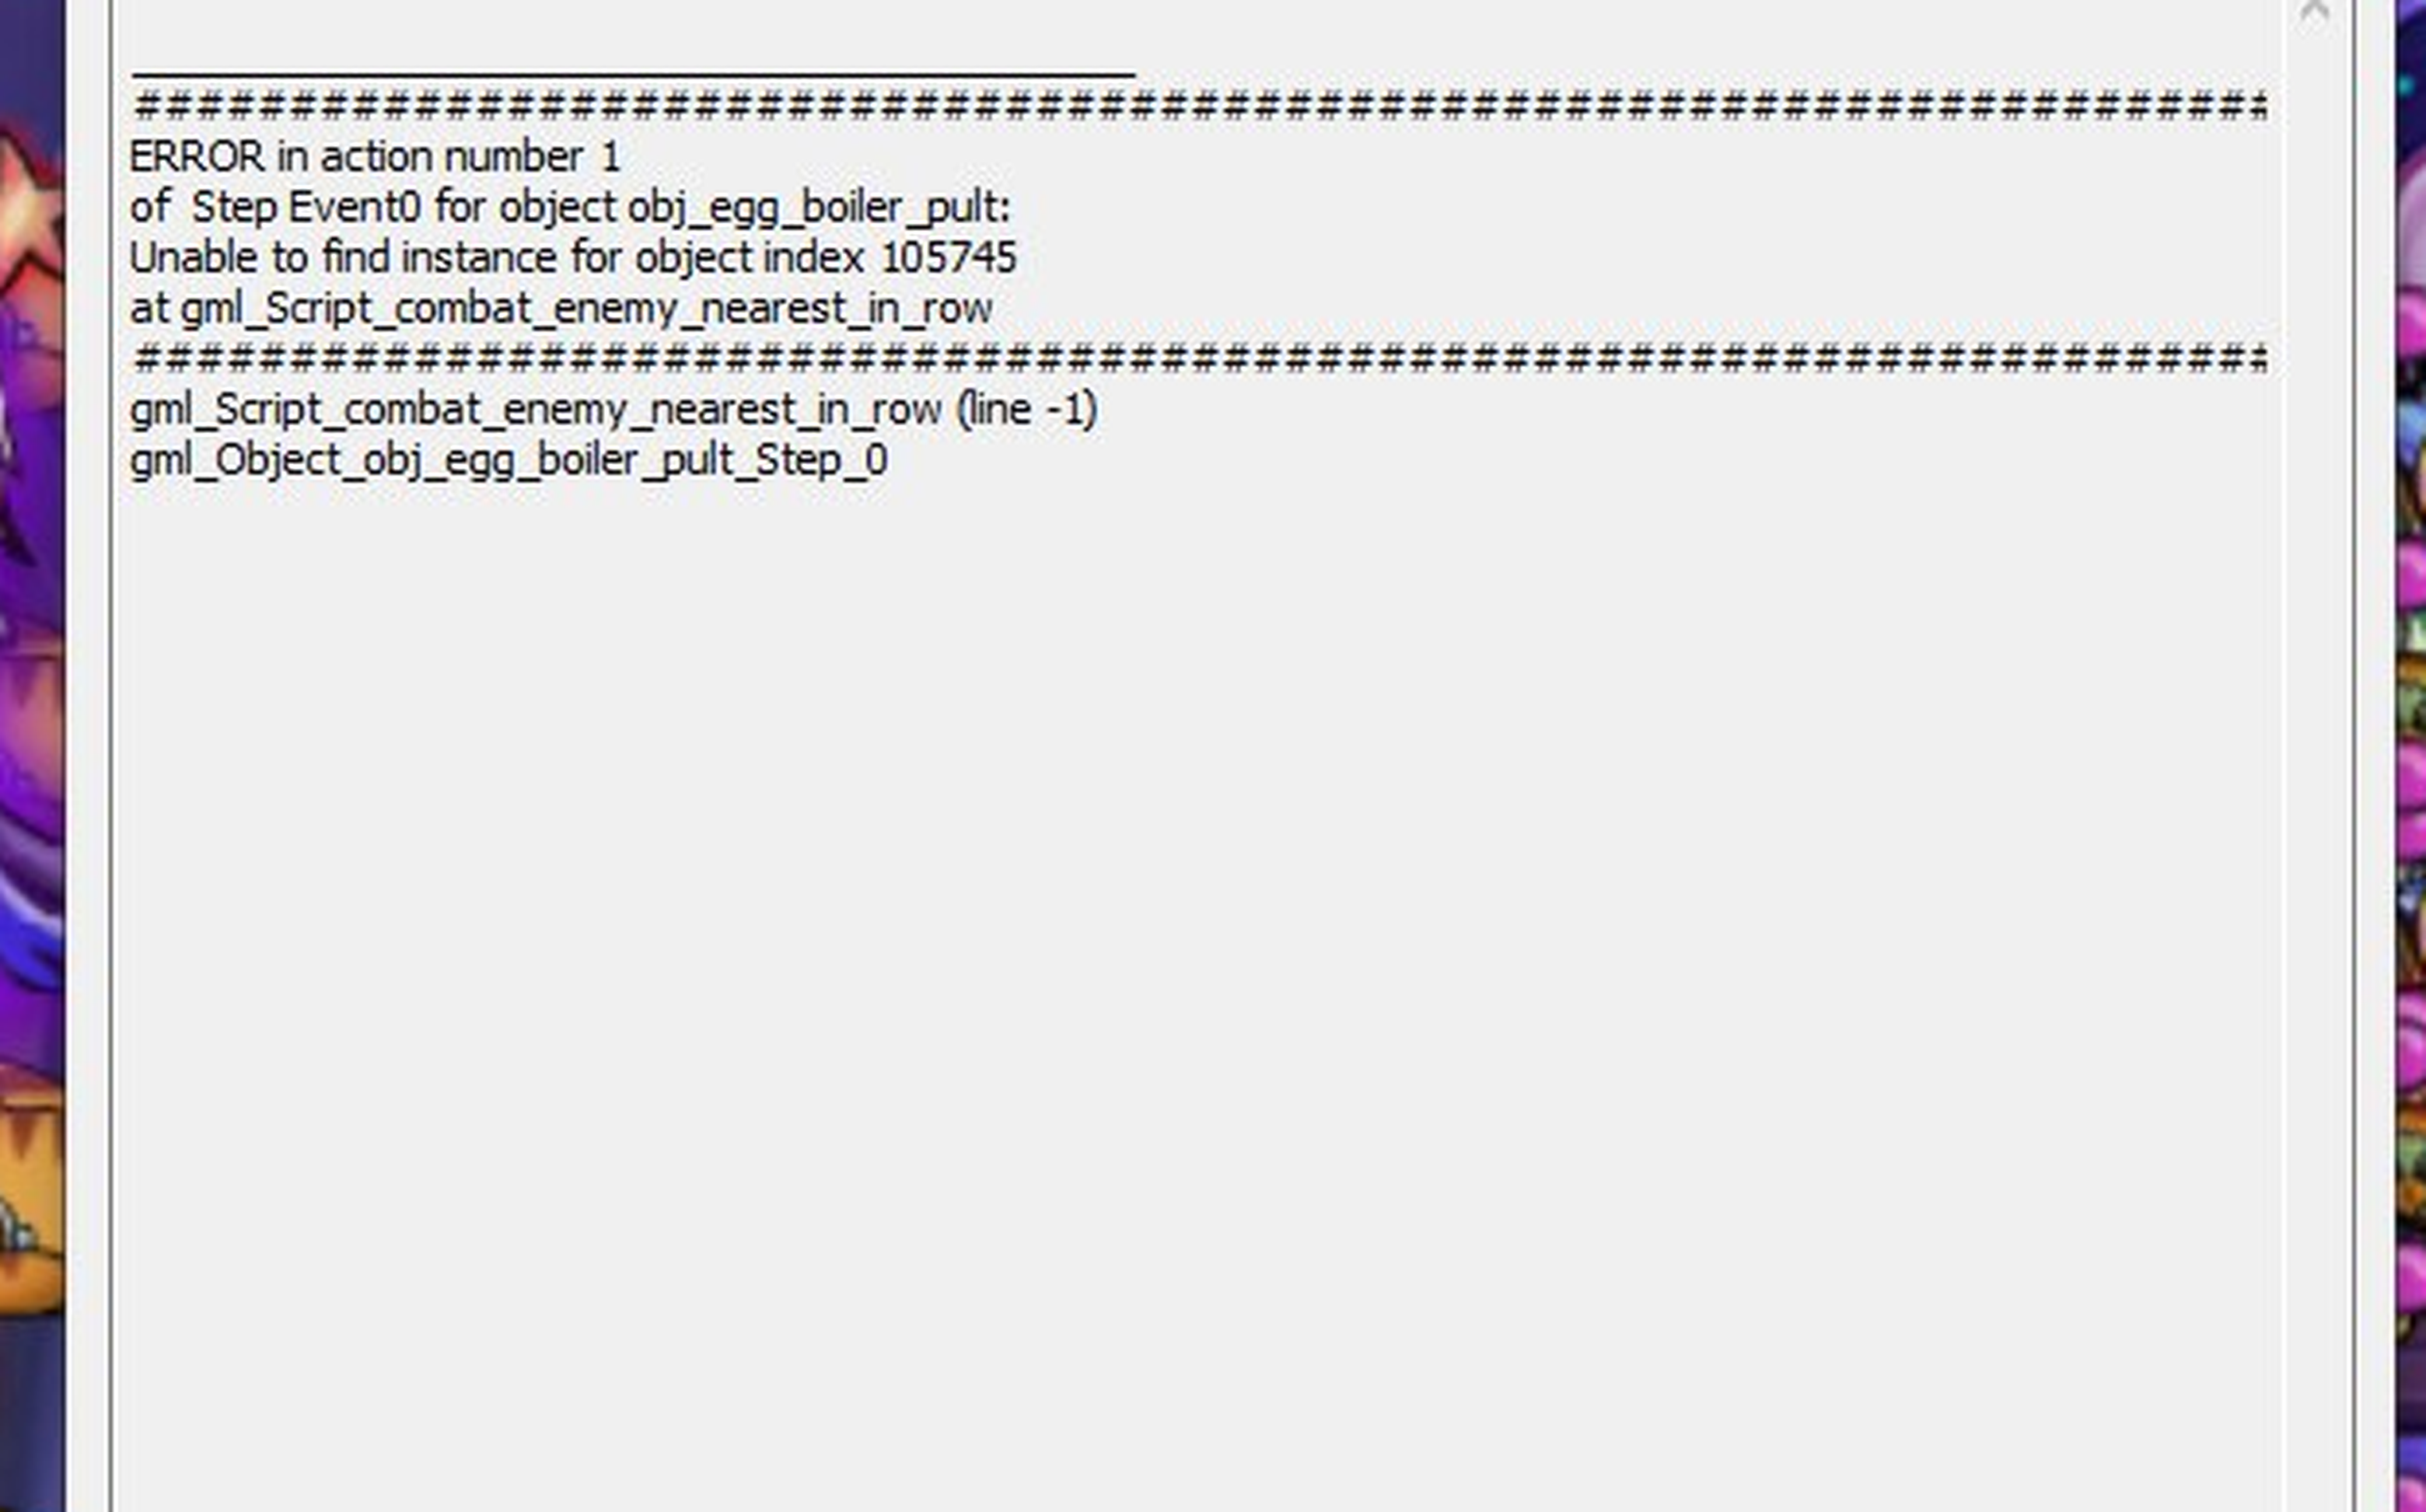 ____________________________________________
#####################################################################
ERROR in action number 1
of  Step Event0 for object obj_egg_boiler_pult:
Unable to find instance for object index 105745
at gml_Script_combat_enemy_nearest_in_row
#####################################################################
gml_Script_combat_enemy_nearest_in_row (line -1)
gml_Object_obj_egg_boiler_pult_Step_0